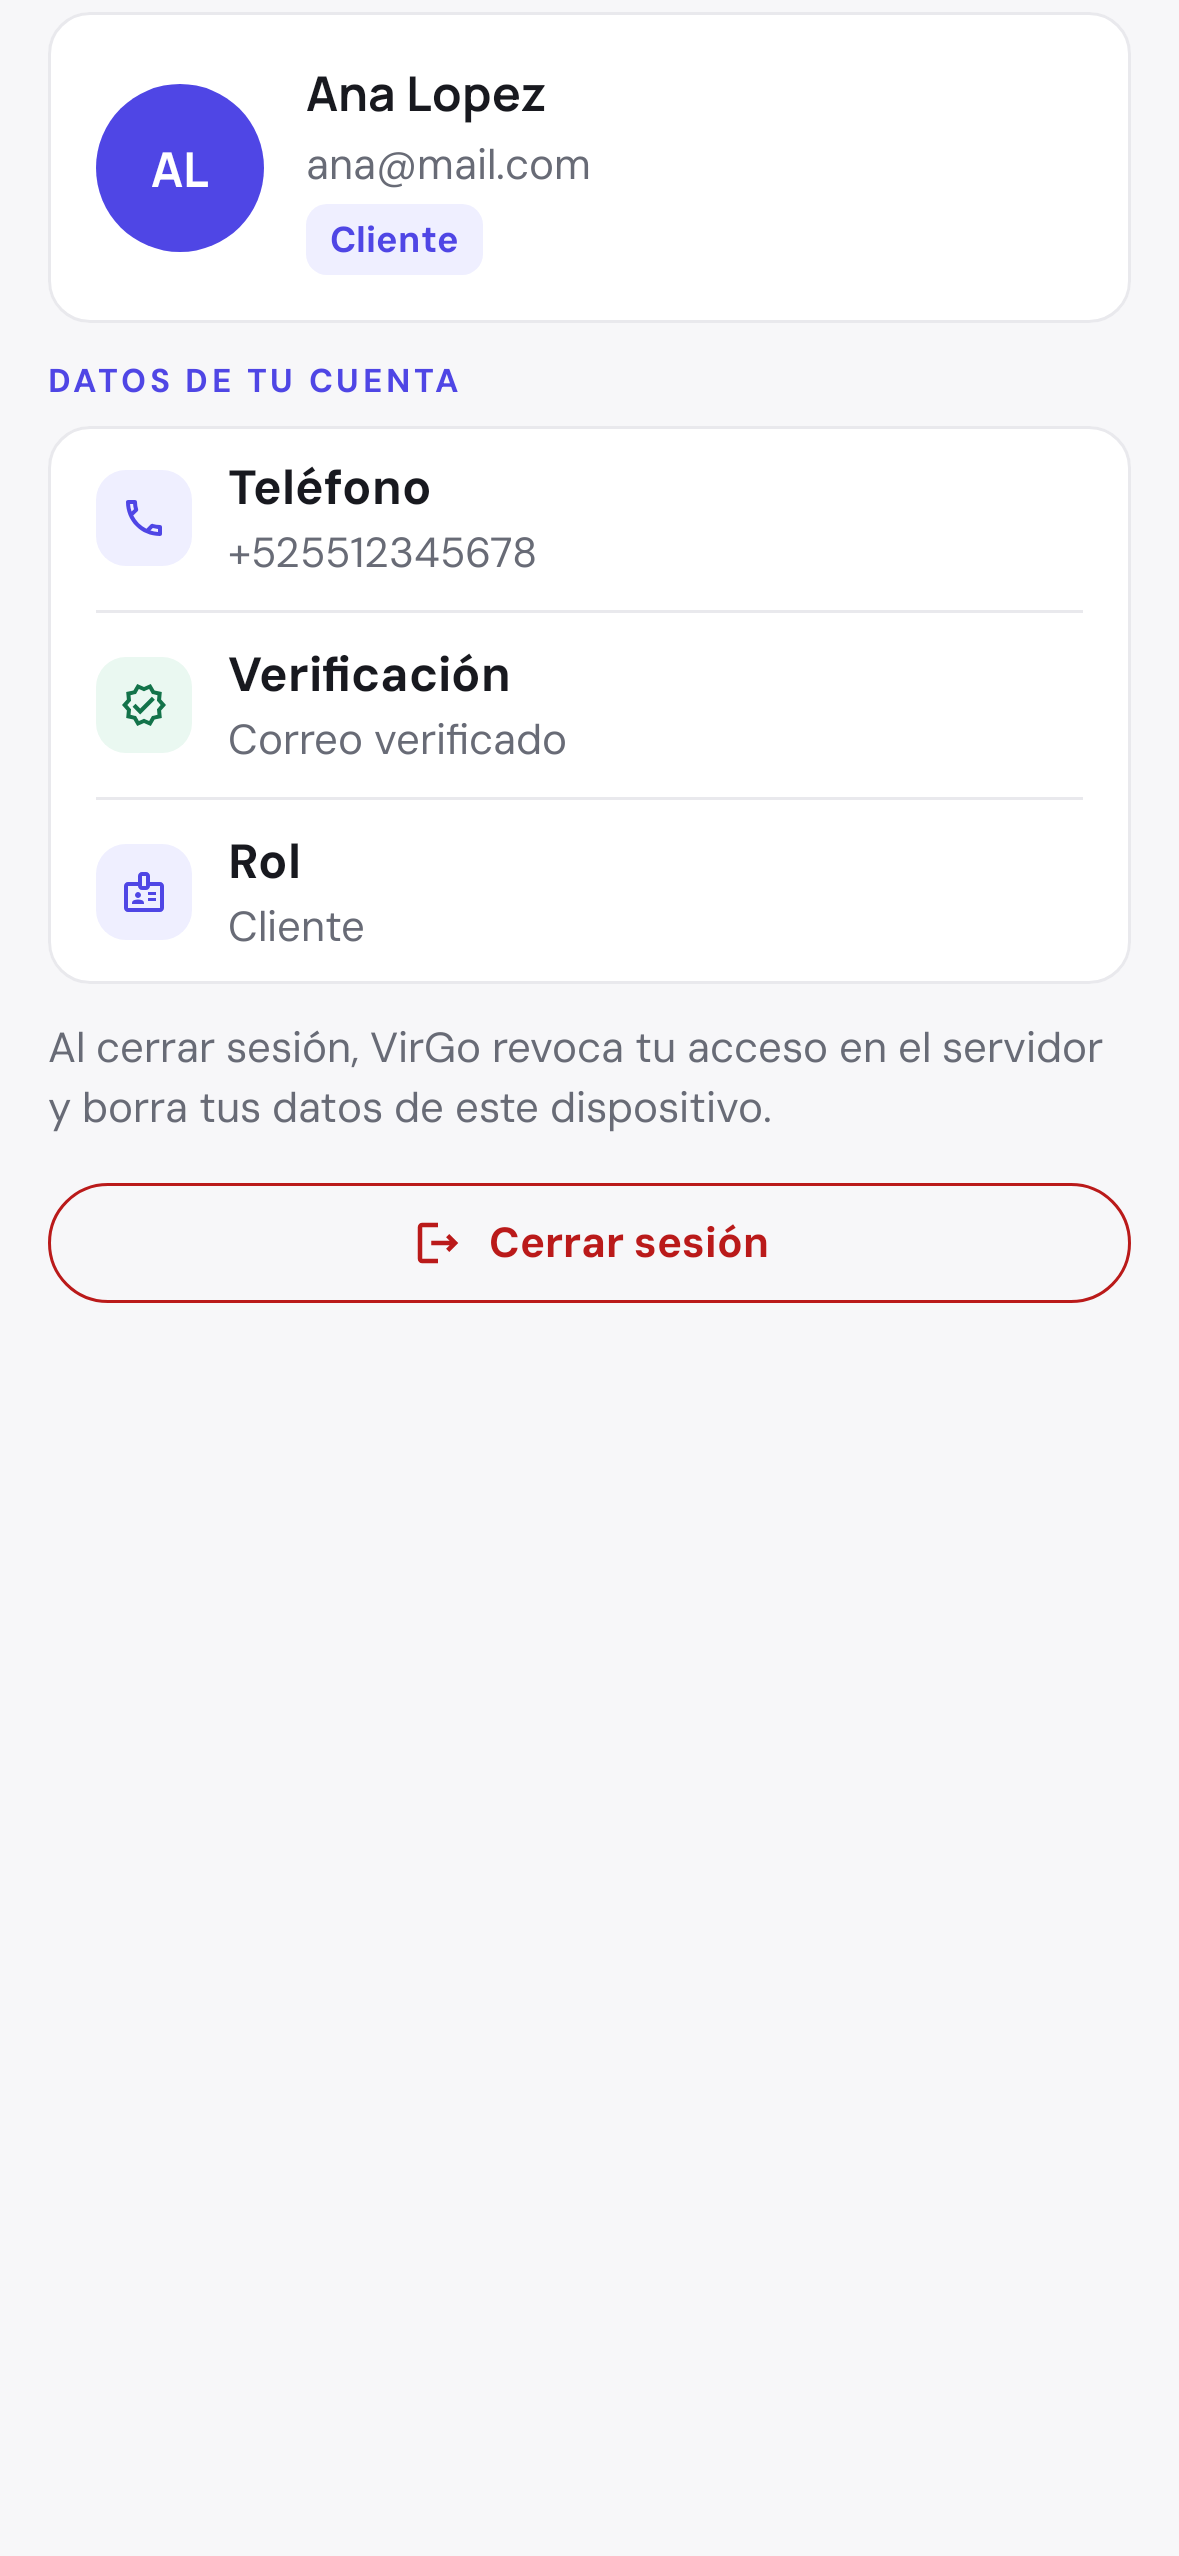 AL
Ana Lopez
ana@mail.com
Cliente
DATOS DE TU CUENTA
Teléfono
+525512345678
Verificación
Correo verificado
Rol
Cliente
Al cerrar sesión, VirGo revoca tu acceso en el servidor
y borra tus datos de este dispositivo.
Cerrar sesión